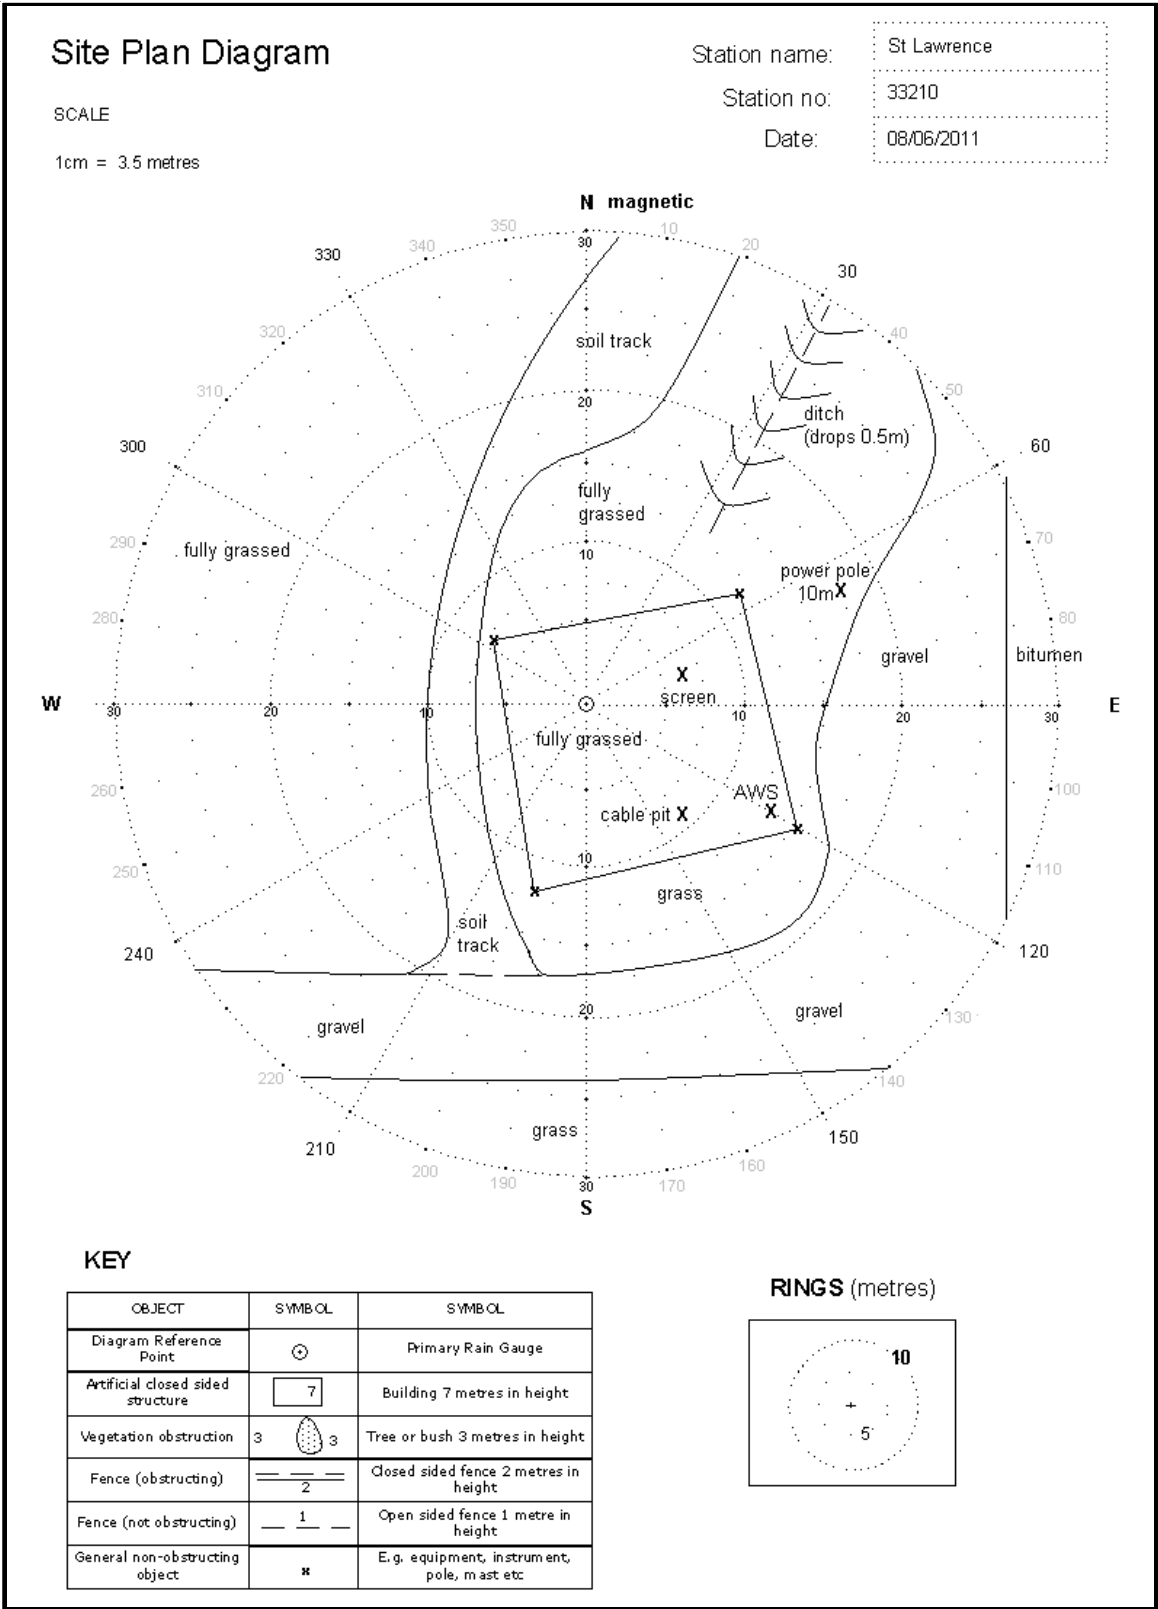 Site Plan Diagram
Station name: St Lawrence
Station no: 33210
Date: 08/06/2011
SCALE
1cm = 3.5 metres
N magnetic
350 30 10
340 20
330 30
320 40
310 50
300 60
290 70
280 80
W E
260 100
250 110
240 120
130
220 140
210 150
200 160
190 30 170
S
20
10
30 20 10 10 20 30
10
20
soil track
ditch
(drops 0.5m)
fully
grassed
fully grassed
power pole
10m
screen
gravel
bitumen
fully grassed
AWS
cable pit
grass
soil
track
gravel
gravel
grass
KEY
OBJECT SYMBOL SYMBOL
Diagram Reference
Point
Primary Rain Gauge
Artificial closed sided
structure
7
Building 7 metres in height
Vegetation obstruction 3 3 Tree or bush 3 metres in height
Fence (obstructing)
2
Closed sided fence 2 metres in
height
Fence (not obstructing)
1
Open sided fence 1 metre in
height
General non-obstructing
object
x
E.g. equipment, instrument,
pole, mast etc
RINGS (metres)
10
5